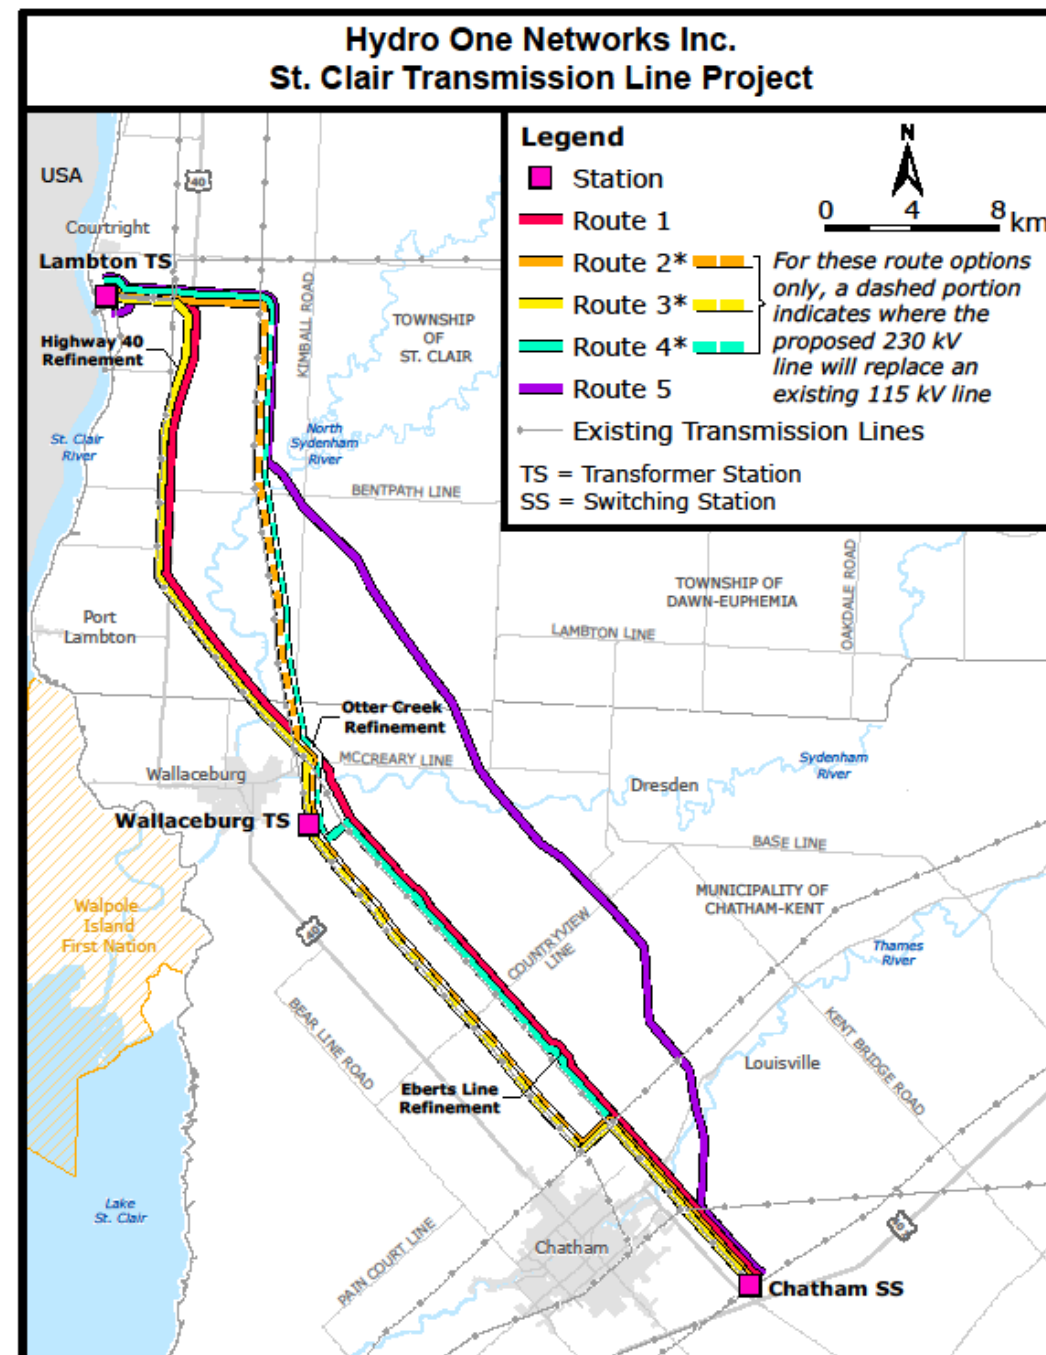 Hydro One Networks Inc.
St. Clair Transmission Line Project
Legend
Station
Route 1
Route 2*
Route 3*
Route 4*
Route 5
Existing Transmission Lines
TS = Transformer Station
SS = Switching Station
For these route options
only, a dashed portion
indicates where the
proposed 230 kV
line will replace an
existing 115 kV line
N
0 4 8 km
USA
40
Courtright
Lambton TS
Highway 40
Refinement
KIMBALL ROAD
TOWNSHIP
OF
ST. CLAIR
St. Clair
River
North
Sydenham
River
BENTPATH LINE
Port
Lambton
TOWNSHIP OF
DAWN-EUPHEMIA
OAKDALE ROAD
LAMBTON LINE
Otter Creek
Refinement
MCCREARY LINE
Wallaceburg
Sydenham
River
Dresden
Wallaceburg TS
BASE LINE
MUNICIPALITY OF
CHATHAM-KENT
Walpole
Island
First Nation
40
COUNTRYVIEW
LINE
Thames
River
BEAR LINE ROAD
KENT BRIDGE ROAD
Louisville
Eberts Line
Refinement
Lake
St. Clair
PAIN COURT LINE
Chatham
401
Chatham SS